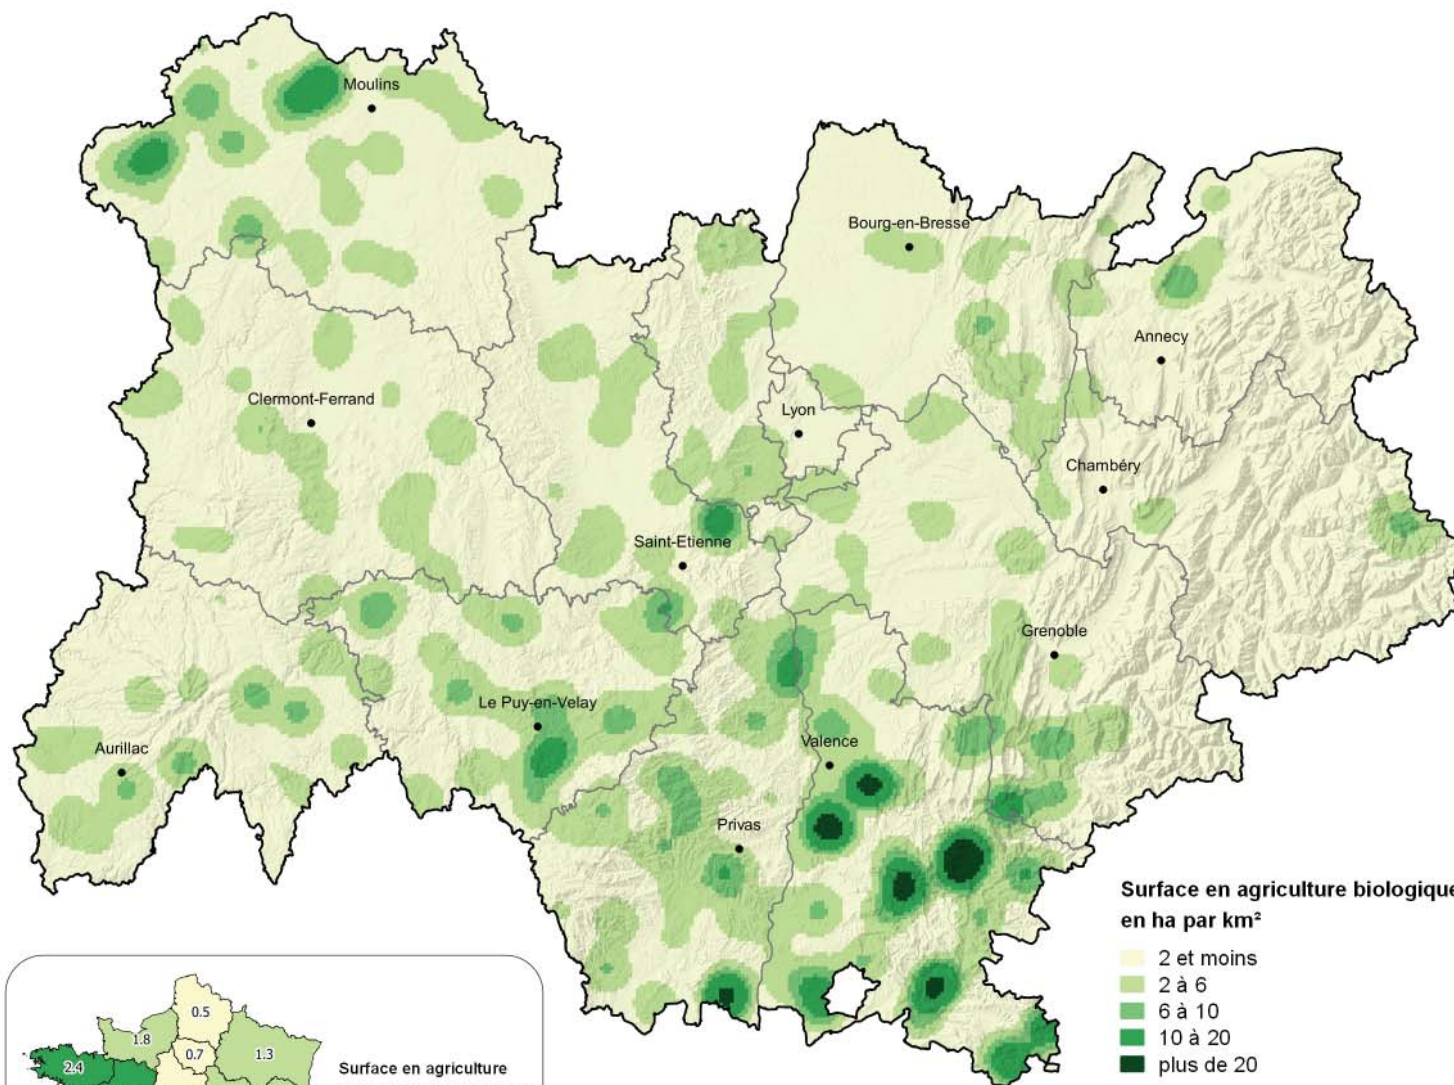 Moulins
Bourg-en-Bresse
Annecy
Clermont-Ferrand
Lyon
Chambéry
Saint-Etienne
Grenoble
Le Puy-en-Velay
Aurillac
Valence
Privas
Surface en agriculture biologique
en ha par km²
2 et moins
2 à 6
6 à 10
10 à 20
plus de 20
0.5
1.8
0.7
1.3
2.4
Surface en agriculture